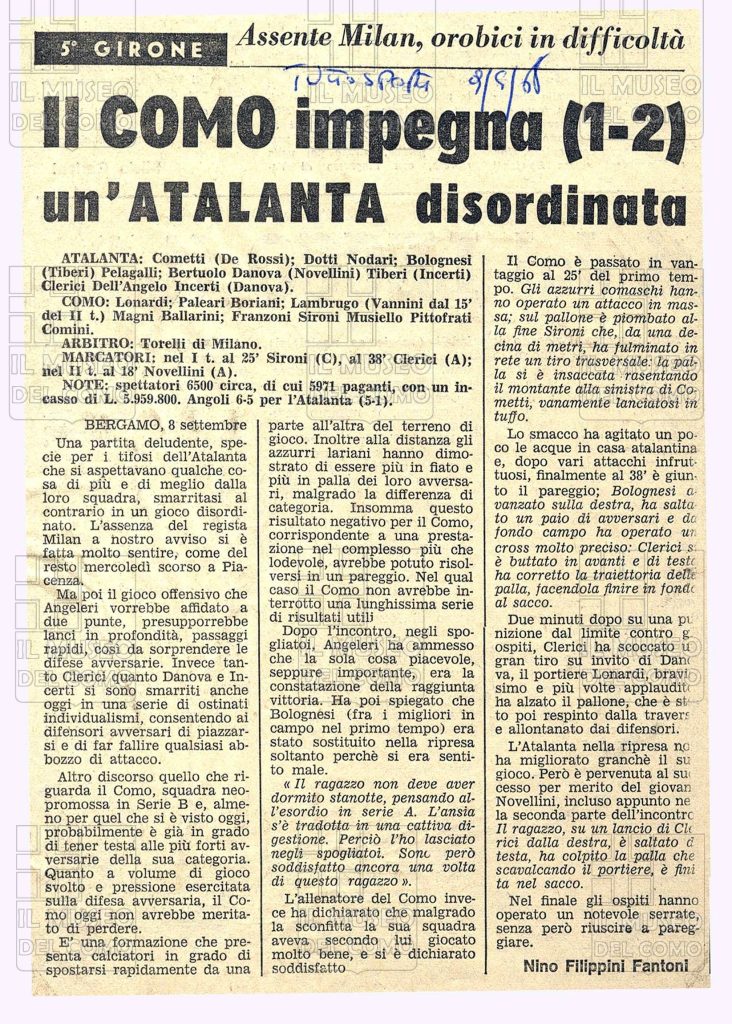 5° GIRONE
Assente Milan, orobici in difficoltà
TUTTOSPORT 9/9/68
Il COMO impegna (1-2)
un'ATALANTA disordinata
ATALANTA: Cometti (De Rossi); Dotti Nodari; Bolognesi
(Tiberi) Pelagalli; Bertuolo Danova (Novellini) Tiberi (Incerti)
Clerici Dell'Angelo Incerti (Danova).
COMO: Lonardi; Paleari Boriani; Lambrugo (Vannini dal 15'
del II t.) Magni Ballarini; Franzoni Sironi Musiello Pittofrati
Comini.
ARBITRO: Torelli di Milano.
MARCATORI: nel I t. al 25' Sironi (C), al 38' Clerici (A);
nel II t. al 18' Novellini (A).
NOTE: spettatori 6500 circa, di cui 5971 paganti, con un in-
casso di L. 5.959.800. Angoli 6-5 per l'Atalanta (5-1).
BERGAMO, 8 settembre
Una partita deludente, spe-
cie per i tifosi dell'Atalanta
che si aspettavano qualche co-
sa di più e di meglio dalla
loro squadra, smarritasi al
contrario in un gioco disordi-
nato. L'assenza del regista
Milan a nostro avviso si è
fatta molto sentire, come del
resto mercoledì scorso a Pia-
cenza.
Ma poi il gioco offensivo che
Angeleri vorrebbe affidato a
due punte, presupporrebbe
lanci in profondità, passaggi
rapidi, così da sorprendere le
difese avversarie. Invece tan-
to Clerici quanto Danova e In-
certi si sono smarriti anche
oggi in una serie di ostinati
individualismi, consentendo ai
difensori avversari di piazzar-
si e di far fallire qualsiasi ab-
bozzo di attacco.
Altro discorso quello che ri-
guarda il Como, squadra neo-
promossa in Serie B e, alme-
no per quel che si è visto oggi,
probabilmente è già in grado
di tener testa alle più forti av-
versarie della sua categoria.
Quanto a volume di gioco
svolto e pressione esercitata
sulla difesa avversaria, il Co-
mo oggi non avrebbe merita-
to di perdere.
E' una formazione che pre-
senta calciatori in grado di
spostarsi rapidamente da una
parte all'altra del terreno di
gioco. Inoltre alla distanza gli
azzurri lariani hanno dimo-
strato di essere più in fiato e
più in palla dei loro avversa-
ri, malgrado la differenza di
categoria. Insomma questo
risultato negativo per il Como,
corrispondente a una presta-
zione nel complesso più che
lodevole, avrebbe potuto risol-
versi in un pareggio. Nel qual
caso il Como non avrebbe in-
terrotto una lunghissima serie
di risultati utili
Dopo l'incontro, negli spo-
gliatoi, Angeleri ha ammesso
che la sola cosa piacevole,
seppure importante, era la
constatazione della raggiunta
vittoria. Ha poi spiegato che
Bolognesi (fra i migliori in
campo nel primo tempo) era
stato sostituito nella ripresa
soltanto perchè si era senti-
to male.
« Il ragazzo non deve aver
dormito stanotte, pensando al-
l'esordio in serie A. L'ansia
s'è tradotta in una cattiva di-
gestione. Perciò l'ho lasciato
negli spogliatoi. Sono però
soddisfatto ancora una volta
di questo ragazzo ».
L'allenatore del Como inve-
ce ha dichiarato che malgrado
la sconfitta la sua squadra
aveva secondo lui giocato
molto bene, e si è dichiarato
soddisfatto
Il Como è passato in van-
taggio al 25' del primo tem-
po. Gli azzurri comaschi han-
no operato un attacco in mas-
sa; sul pallone è piombato al-
la fine Sironi che, da una de-
cina di metri, ha fulminato in
rete un tiro trasversale: la pal-
la si è insaccata rasentando
il montante alla sinistra di Co-
metti, vanamente lanciatosi in
tuffo.
Lo smacco ha agitato un po-
co le acque in casa atalantina
e, dopo vari attacchi infrut-
tuosi, finalmente al 38' è giun-
to il pareggio; Bolognesi a-
vanzato sulla destra, ha salta-
to un paio di avversari e da
fondo campo ha operato un
cross molto preciso: Clerici s
è buttato in avanti e di testa
ha corretto la traiettoria della
palla, facendola finire in fondo
al sacco.
Due minuti dopo su una pu
nizione dal limite contro g
ospiti, Clerici ha scoccato
gran tiro su invito di Dano
va, il portiere Lonardi, bravi
simo e più volte applaudito
ha alzato il pallone, che è st
to poi respinto dalla travers
e allontanato dai difensori.
L'Atalanta nella ripresa no
ha migliorato granchè il su
gioco. Però è pervenuta al su
cesso per merito del giovan
Novellini, incluso appunto ne
la seconda parte dell'incontro
Il ragazzo, su un lancio di Cle
rici dalla destra, è saltato d
testa, ha colpito la palla che
scavalcando il portiere, è fini
ta nel sacco.
Nel finale gli ospiti hanno
operato un notevole serrate,
senza però riuscire a pareg-
giare.
Nino Filippini Fantoni
IL MUSEO
DEL COMO